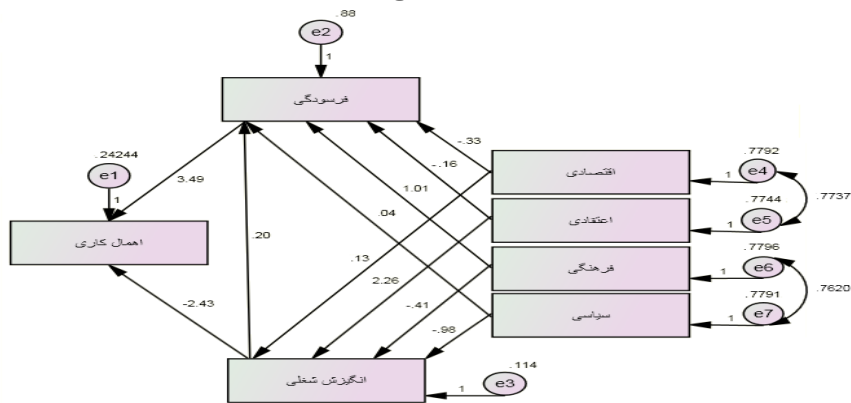 .88
e2
1
فرسودگی
.24244
e1
1
3.49
اهمال کاری
-2.43
.20
-.33
-.16
1.01
.04
.13
2.26
-.41
-.98
اقتصادی
اعتقادی
فرهنگی
سیاسی
1
.7792
e4
1
.7744
e5
.7737
1
.7796
e6
1
.7791
e7
.7620
انگیزش شغلی
1
.114
e3